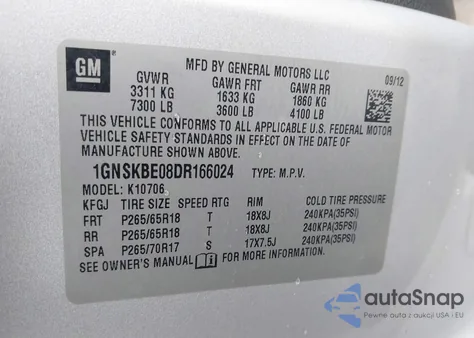 GM
MFD BY GENERAL MOTORS LLC 09/12
GVWR GAWR FRT GAWR RR
3311 KG 1633 KG 1860 KG
7300 LB 3600 LB 4100 LB
THIS VEHICLE CONFORMS TO ALL APPLICABLE U.S. FEDERAL MOTOR
VEHICLE SAFETY STANDARDS IN EFFECT ON THE DATE OF
MANUFACTURE SHOWN ABOVE.
1GNSKBE08DR166024 TYPE: M.P.V.
MODEL: K10706
KFGJ TIRE SIZE SPEED RTG RIM COLD TIRE PRESSURE
FRT P265/65R18 T 18X8J 240KPA(35PSI)
RR P265/65R18 T 18X8J 240KPA(35PSI)
SPA P265/70R17 S 17X7.5J 240KPA(35PSI)
SEE OWNER'S MANUAL FOR MORE INFORMATION.
autaSnap
Pewne auta z aukcji USA i EU